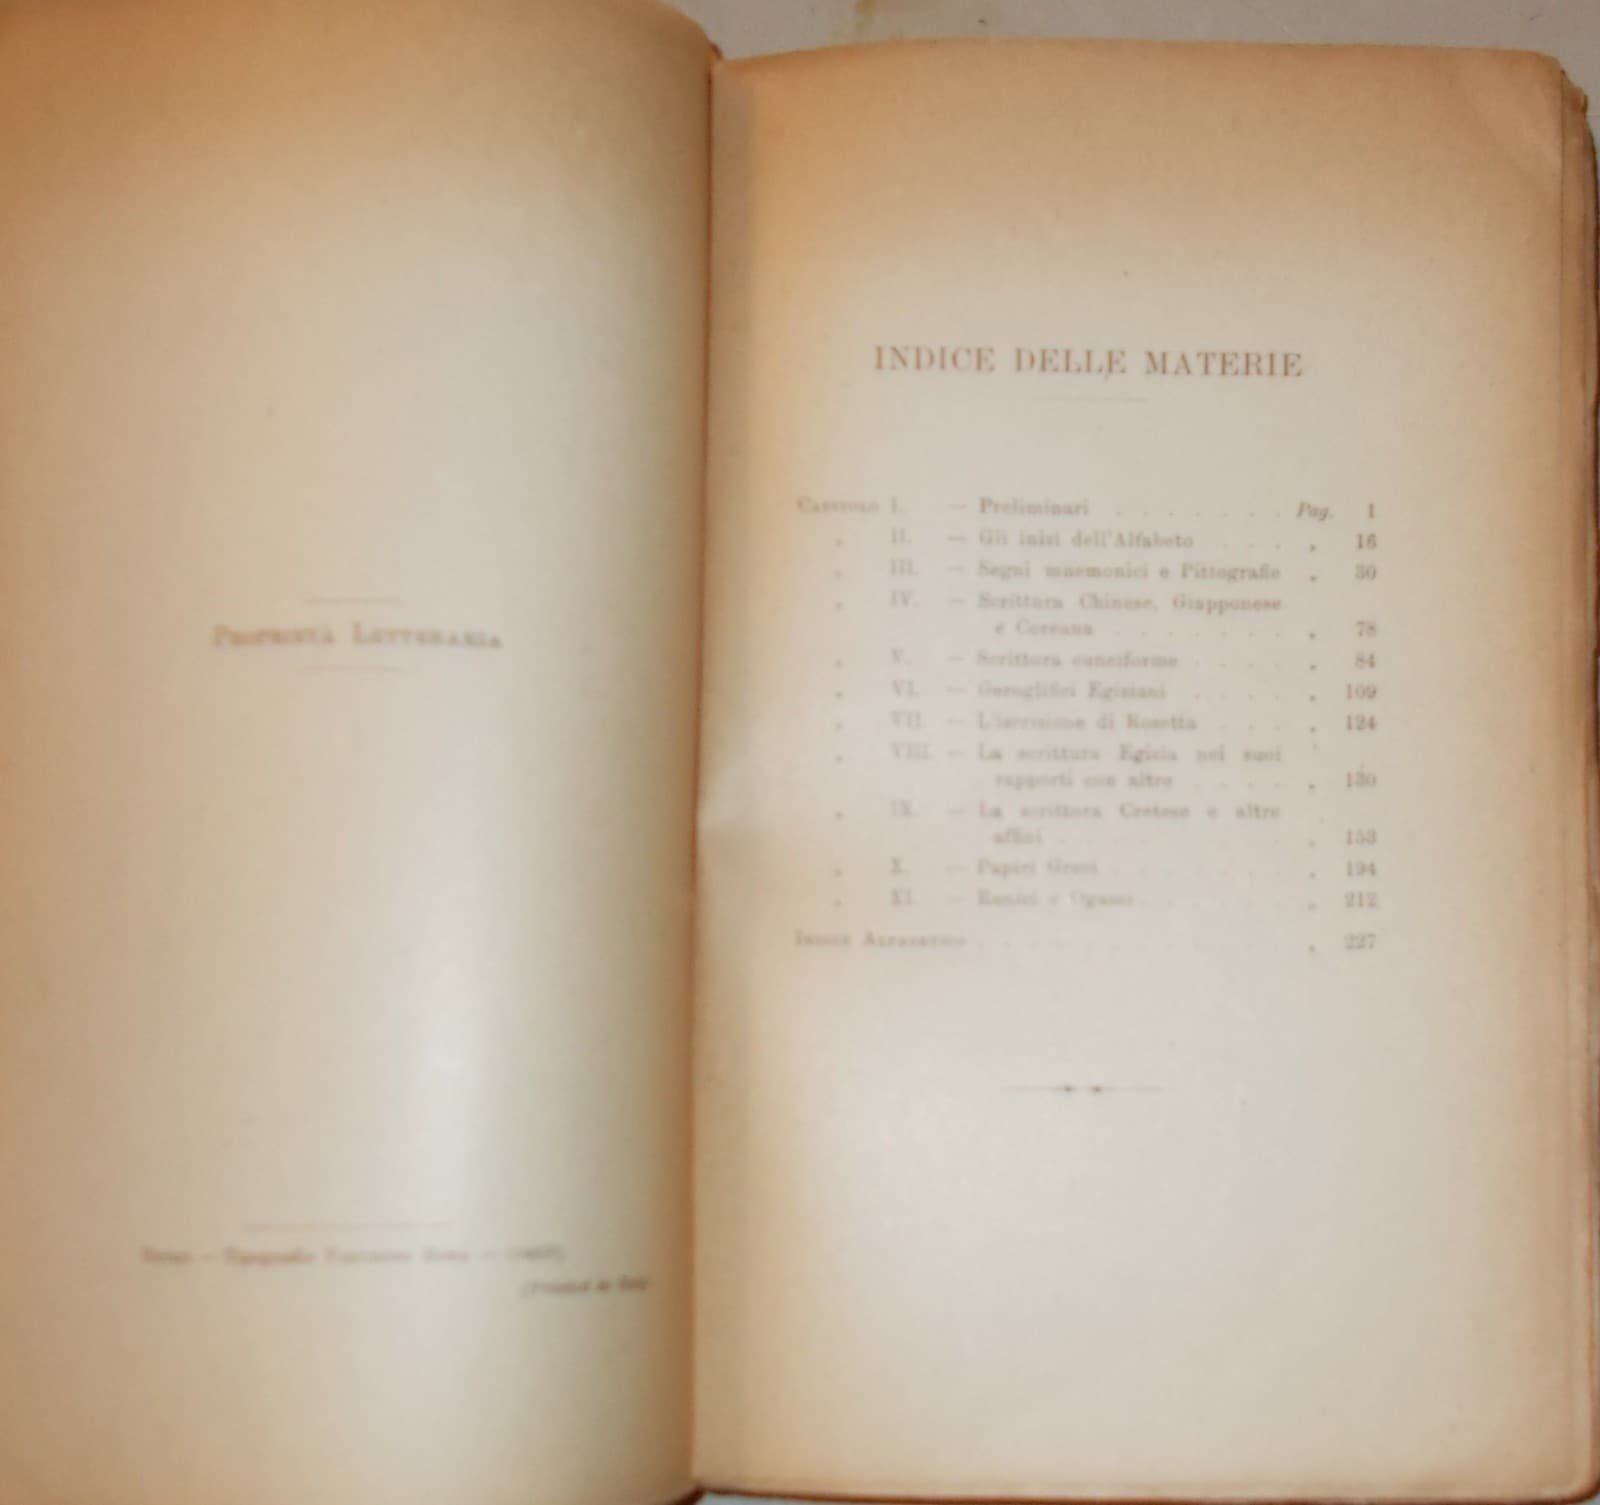 PROPRIETÀ LETTERARIA
Tipografia
INDICE DELLE MATERIE
CAPITOLO I. — Preliminari . . . . . . . Pag. 1
„ II. — Gli inizi dell'Alfabeto . . . „ 16
„ III. — Segni mnemonici e Pittografie „ 30
„ IV. — Scrittura Chinese, Giapponese
e Coreana . . . . . . . „ 78
„ V. — Scrittura cuneiforme . . . . „ 84
„ VI. — Geroglifici Egiziani . . . . „ 109
„ VII. — L'iscrizione di Rosetta . . . „ 124
„ VIII. — La scrittura Egizia nei suoi
rapporti con altre . . . . „ 130
„ IX. — La scrittura Cretese e altre
affini . . . . . . . . „ 153
„ X. — Papiri Greci . . . . . . „ 194
„ XI. — Runici e Ogamici . . . . . „ 212
INDICE ALFABETICO . . . . . . . . . „ 227